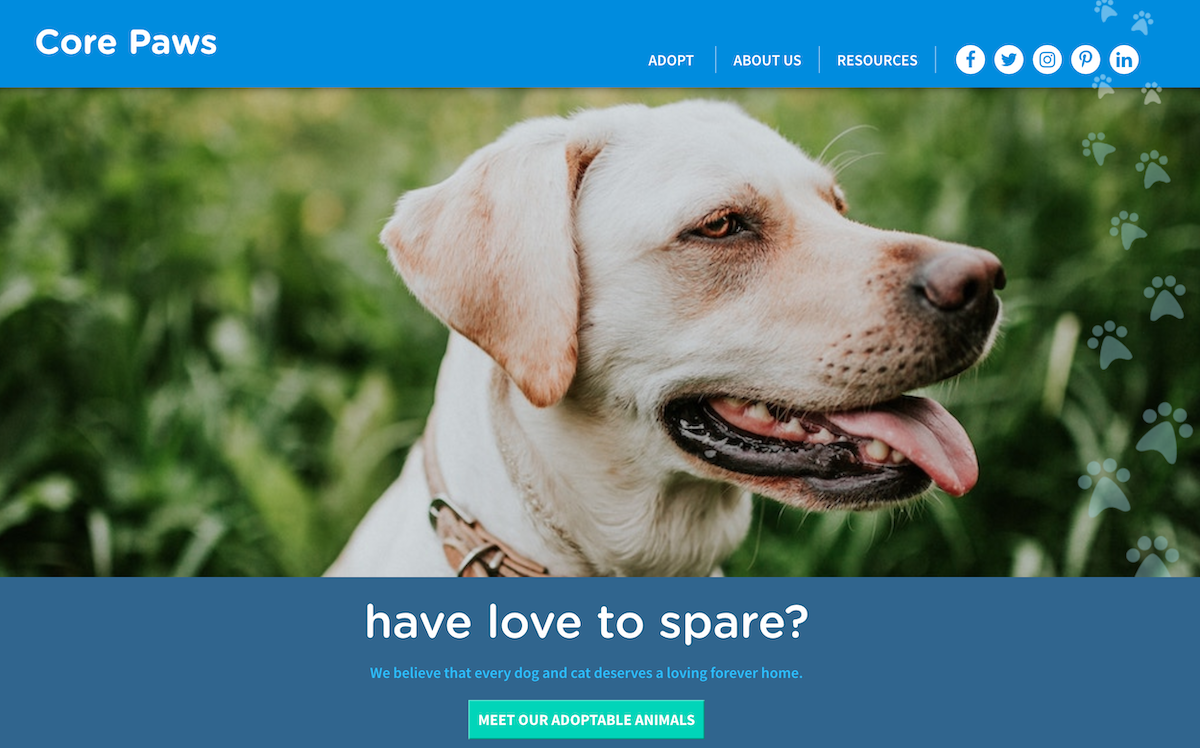 Core Paws
ADOPT
ABOUT US
RESOURCES
have love to spare?
We believe that every dog and cat deserves a loving forever home.
MEET OUR ADOPTABLE ANIMALS